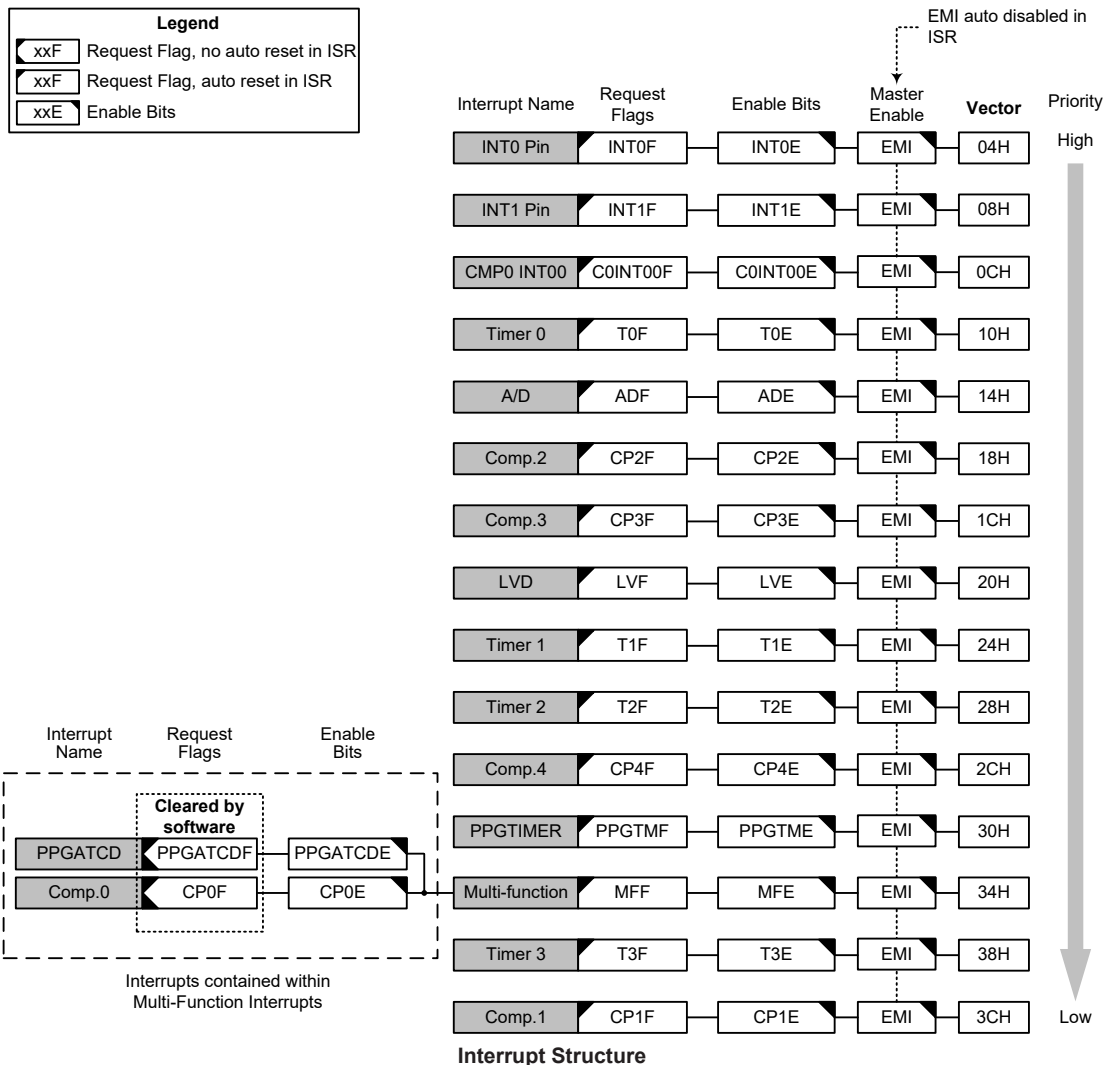 Legend
xxF Request Flag, no auto reset in ISR
xxF Request Flag, auto reset in ISR
xxE Enable Bits
EMI auto disabled in
ISR
Interrupt Name Request Flags Enable Bits Master Enable Vector Priority
INT0 Pin INT0F INT0E EMI 04H High
INT1 Pin INT1F INT1E EMI 08H
CMP0 INT00 C0INT00F C0INT00E EMI 0CH
Timer 0 T0F T0E EMI 10H
A/D ADF ADE EMI 14H
Comp.2 CP2F CP2E EMI 18H
Comp.3 CP3F CP3E EMI 1CH
LVD LVF LVE EMI 20H
Timer 1 T1F T1E EMI 24H
Timer 2 T2F T2E EMI 28H
Comp.4 CP4F CP4E EMI 2CH
PPGTIMER PPGTMF PPGTME EMI 30H
Interrupt Name Request Flags Enable Bits
Cleared by
software
PPGATCD PPGATCDF PPGATCDE
Comp.0 CP0F CP0E Multi-function MFF MFE EMI 34H
Timer 3 T3F T3E EMI 38H
Interrupts contained within
Multi-Function Interrupts
Comp.1 CP1F CP1E EMI 3CH Low
Interrupt Structure